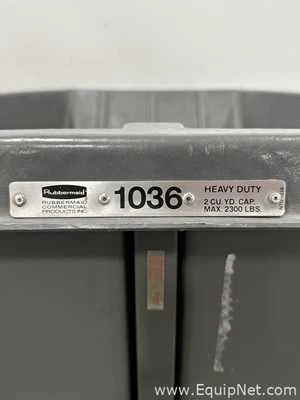 Rubbermaid®
RUBBERMAID
COMMERCIAL
PRODUCTS INC.
1036
HEAVY DUTY
2 CU. YD. CAP.
MAX. 2300 LBS.
www.EquipNet.com